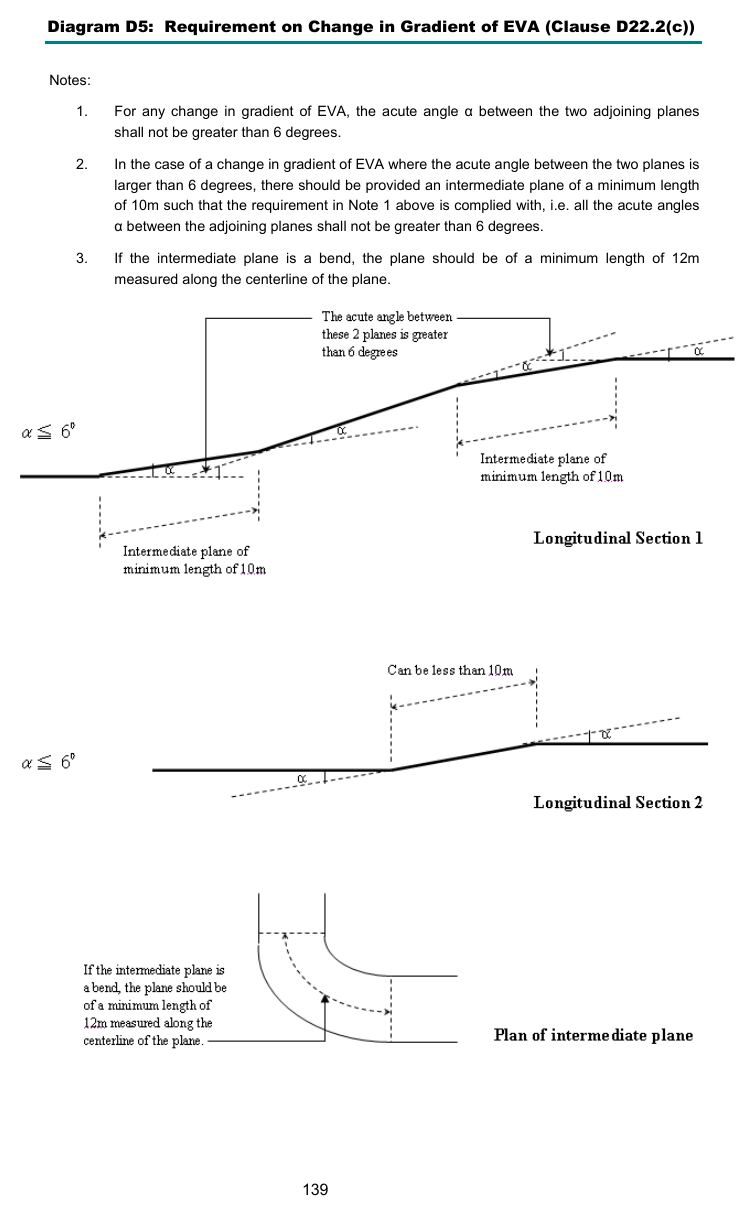 Diagram D5:  Requirement on Change in Gradient of EVA (Clause D22.2(c))
Notes:
1. For any change in gradient of EVA, the acute angle α between the two adjoining planes
shall not be greater than 6 degrees.
2. In the case of a change in gradient of EVA where the acute angle between the two planes is
larger than 6 degrees, there should be provided an intermediate plane of a minimum length
of 10m such that the requirement in Note 1 above is complied with, i.e. all the acute angles
α between the adjoining planes shall not be greater than 6 degrees.
3. If the intermediate plane is a bend, the plane should be of a minimum length of 12m
measured along the centerline of the plane.
The acute angle between
these 2 planes is greater
than 6 degrees
α
α
α ≦ 6⁰
α
α
Intermediate plane of
minimum length of 10m
Longitudinal Section 1
Intermediate plane of
minimum length of 10m
Can be less than 10m
α
α ≦ 6⁰
α
Longitudinal Section 2
If the intermediate plane is
a bend, the plane should be
of a minimum length of
12m measured along the
centerline of the plane.
Plan of intermediate plane
139